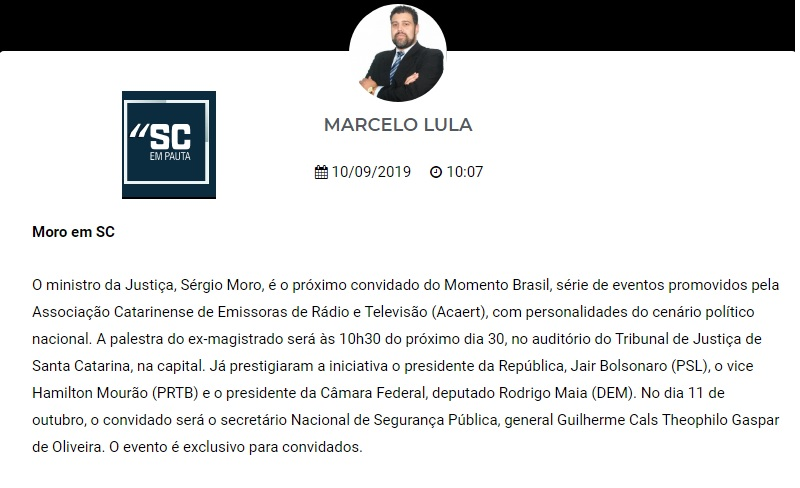 "SC
EM PAUTA
MARCELO LULA
10/09/2019 10:07
Moro em SC
O ministro da Justiça, Sérgio Moro, é o próximo convidado do Momento Brasil, série de eventos promovidos pela
Associação Catarinense de Emissoras de Rádio e Televisão (Acaert), com personalidades do cenário político
nacional. A palestra do ex-magistrado será às 10h30 do próximo dia 30, no auditório do Tribunal de Justiça de
Santa Catarina, na capital. Já prestigiaram a iniciativa o presidente da República, Jair Bolsonaro (PSL), o vice
Hamilton Mourão (PRTB) e o presidente da Câmara Federal, deputado Rodrigo Maia (DEM). No dia 11 de
outubro, o convidado será o secretário Nacional de Segurança Pública, general Guilherme Cals Theophilo Gaspar
de Oliveira. O evento é exclusivo para convidados.